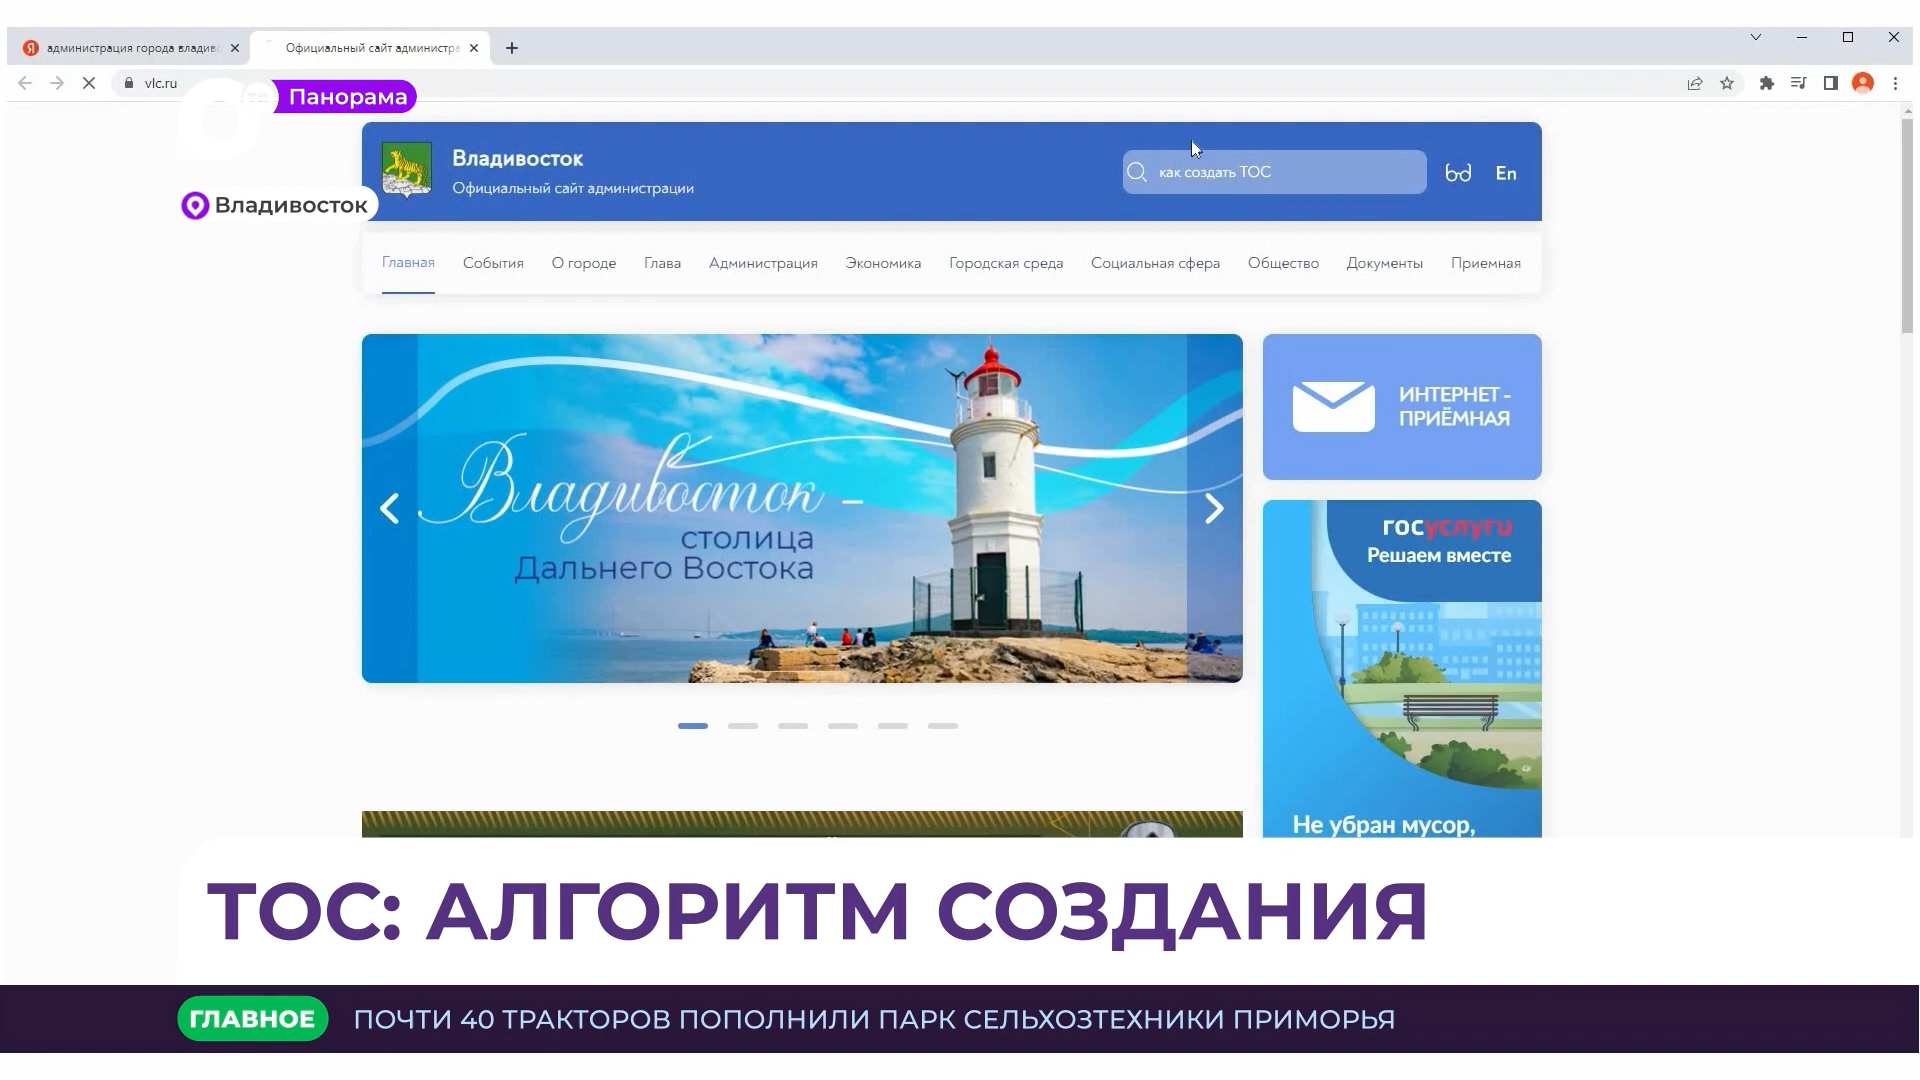 администрация города владиво
Официальный сайт администра
vlc.ru
Панорама
Владивосток
Официальный сайт администрации
как создать ТОС
En
Владивосток
Главная
События
О городе
Глава
Администрация
Экономика
Городская среда
Социальная сфера
Общество
Документы
Приемная
Владивосток –
столица
Дальнего Востока
ИНТЕРНЕТ -
ПРИЁМНАЯ
госуслуги
Решаем вместе
Не убран мусор,
ТОС: АЛГОРИТМ СОЗДАНИЯ
ГЛАВНОЕ
ПОЧТИ 40 ТРАКТОРОВ ПОПОЛНИЛИ ПАРК СЕЛЬХОЗТЕХНИКИ ПРИМОРЬЯ